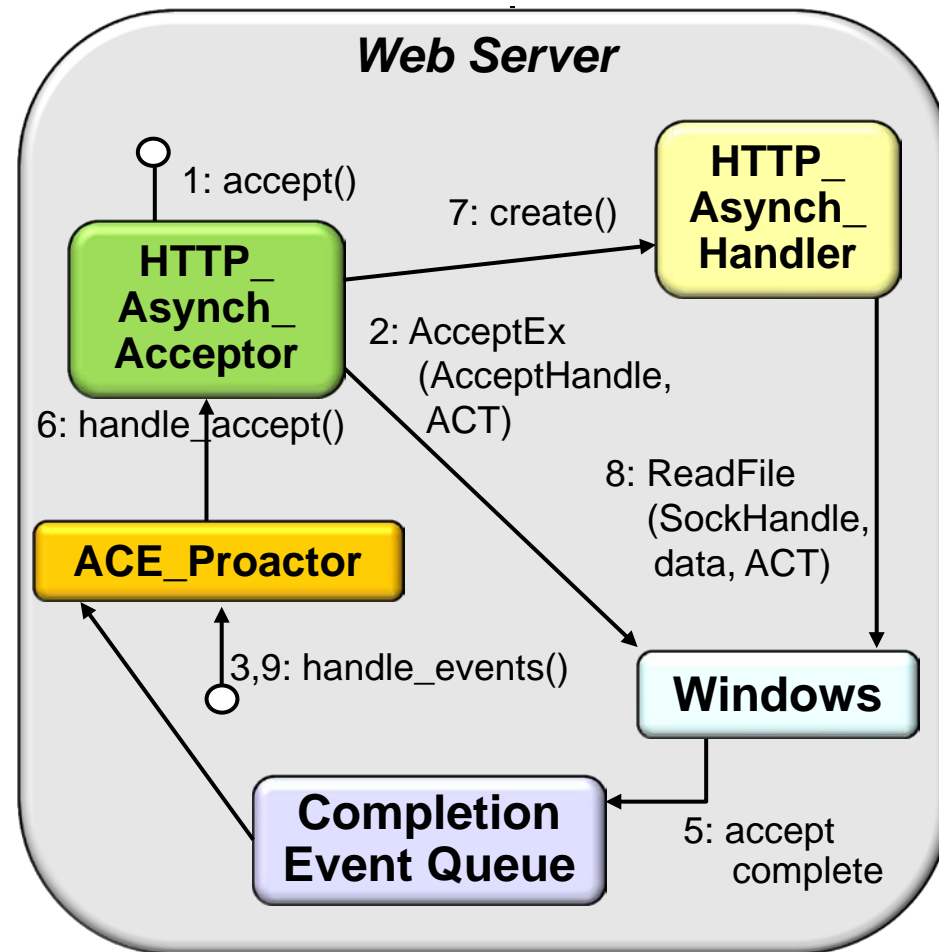 Web Server
1: accept()
HTTP_
Asynch_
Handler
7: create()
HTTP_
Asynch_
Acceptor
2: AcceptEx
(AcceptHandle,
ACT)
6: handle_accept()
8: ReadFile
(SockHandle,
data, ACT)
ACE_Proactor
3,9: handle_events()
Windows
Completion
Event Queue
5: accept
complete